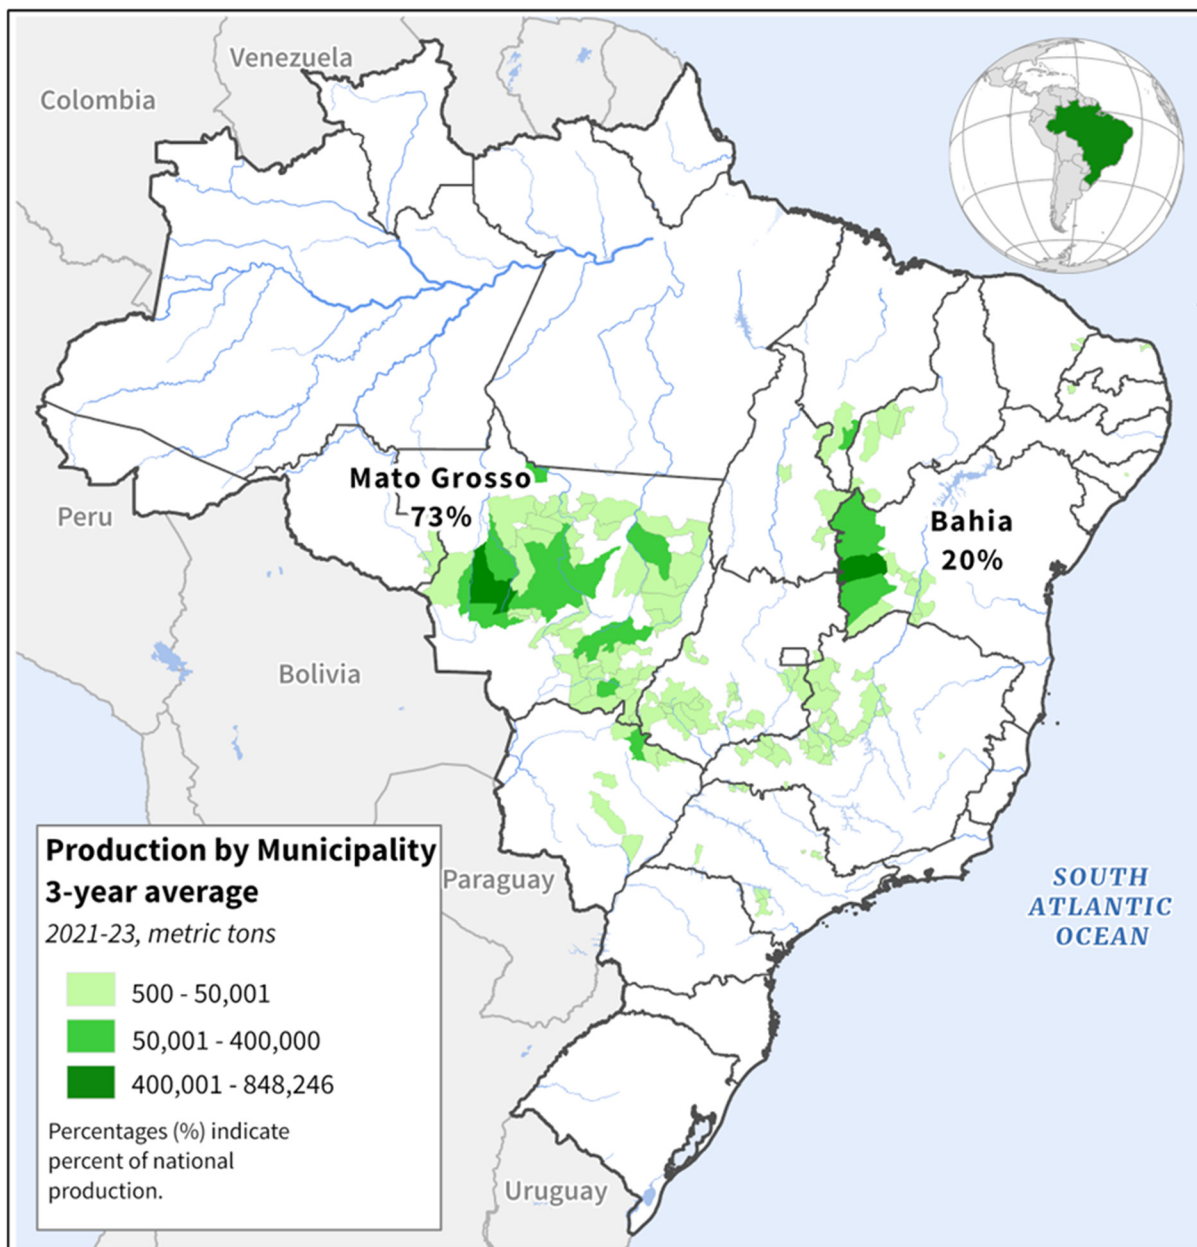 Venezuela
Colombia
Mato Grosso
73%
Peru
Bahia
20%
Bolivia
Production by Municipality
3-year average
2021-23, metric tons
500 - 50,001
50,001 - 400,000
400,001 - 848,246
Percentages (%) indicate
percent of national
production.
Paraguay
SOUTH
ATLANTIC
OCEAN
Uruguay